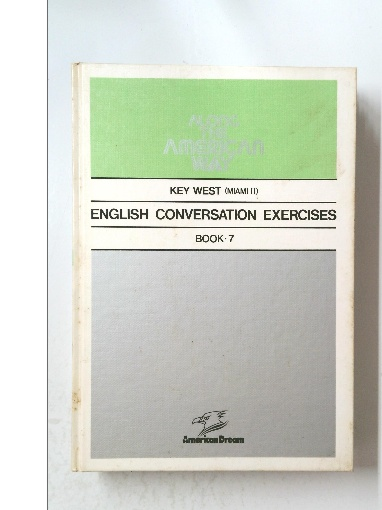 ALONG
THE
AMERICAN
WAY
KEY WEST (MIAMI II)
ENGLISH CONVERSATION EXERCISES
BOOK·7
American Dream